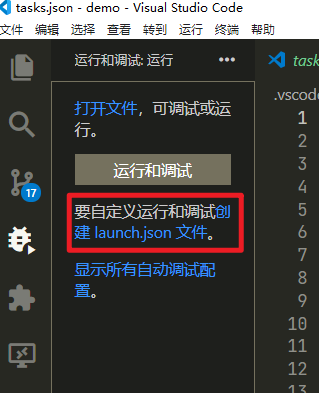 tasks.json - demo - Visual Studio Code
文件(F) 编辑(E) 选择(S) 查看(V) 转到(G) 运行(R) 终端(T) 帮助(H)
运行和调试: 运行 •••
task
打开文件，可调试或运
行。
运行和调试
要自定义运行和调试创
建 launch.json 文件。
显示所有自动调试配
置。
17
.vscode
1
2
3
4
5
6
7
8
9
10
11
12
13